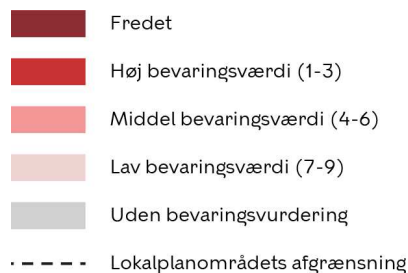 Fredet
Høj bevaringsværdi (1-3)
Middel bevaringsværdi (4-6)
Lav bevaringsværdi (7-9)
Uden bevaringsvurdering
Lokalplanområdets afgrænsning